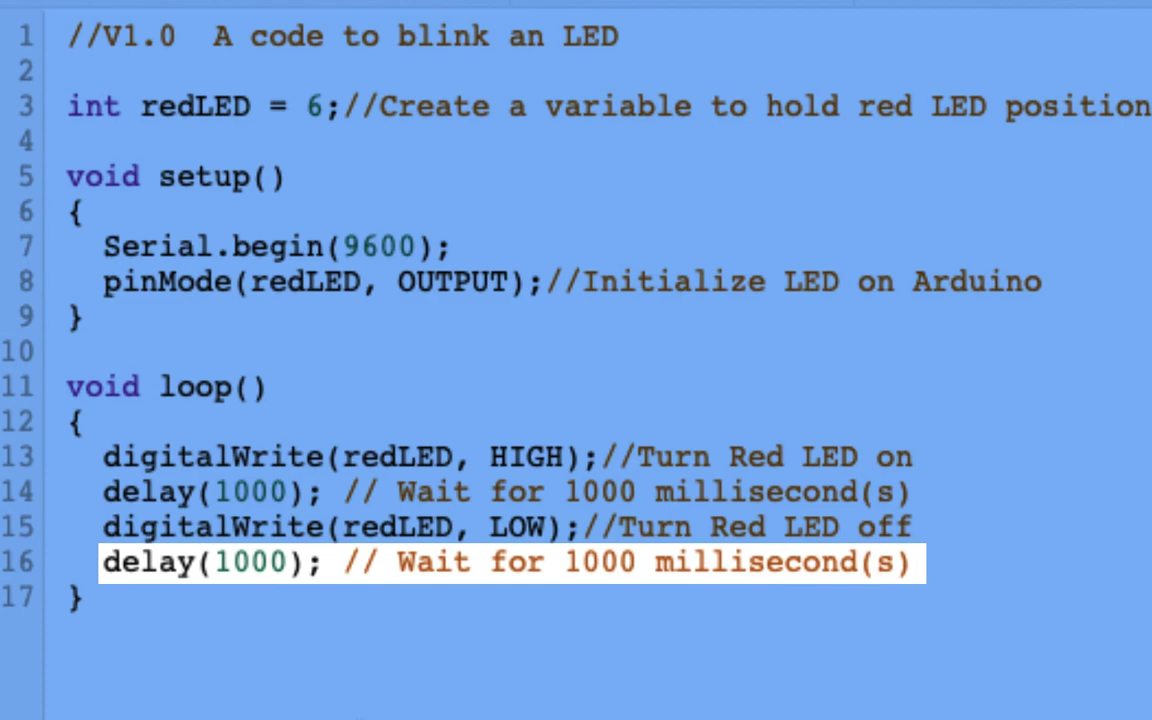 1 //V1.0  A code to blink an LED
2
3 int redLED = 6;//Create a variable to hold red LED position
4
5 void setup()
6 {
7   Serial.begin(9600);
8   pinMode(redLED, OUTPUT);//Initialize LED on Arduino
9 }
10
11 void loop()
12 {
13   digitalWrite(redLED, HIGH);//Turn Red LED on
14   delay(1000); // Wait for 1000 millisecond(s)
15   digitalWrite(redLED, LOW);//Turn Red LED off
16   delay(1000); // Wait for 1000 millisecond(s)
17 }